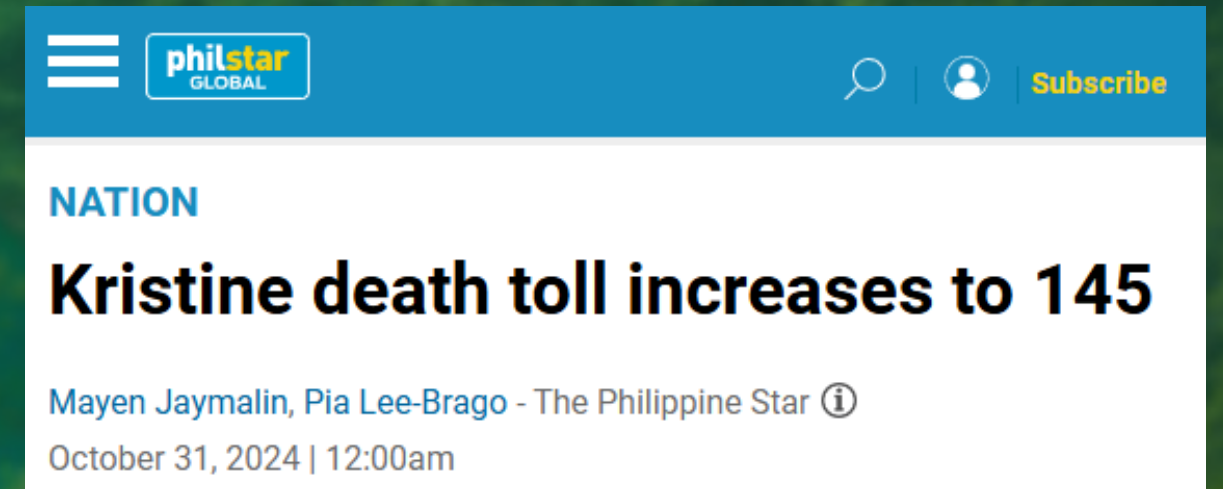 philstar
GLOBAL
Subscribe
NATION
Kristine death toll increases to 145
Mayen Jaymalin, Pia Lee-Brago - The Philippine Star
October 31, 2024 | 12:00am